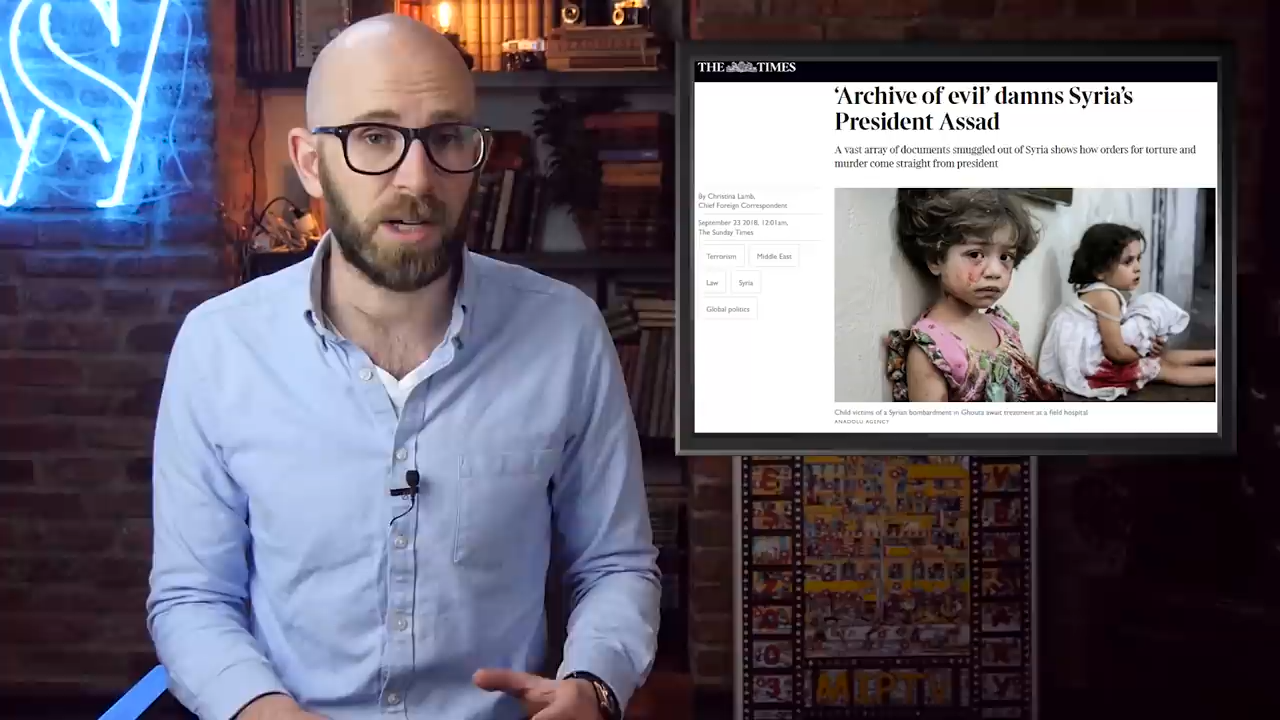 THE TIMES
‘Archive of evil’ damns Syria’s
President Assad
A vast array of documents smuggled out of Syria shows how orders for torture and
murder come straight from president
By Christina Lamb,
Chief Foreign Correspondent
September 23 2018, 12:01am,
The Sunday Times
Terrorism
Middle East
Law
Syria
Global politics
Child victims of a Syrian bombardment in Ghouta await treatment at a field hospital
ANADOLU AGENCY